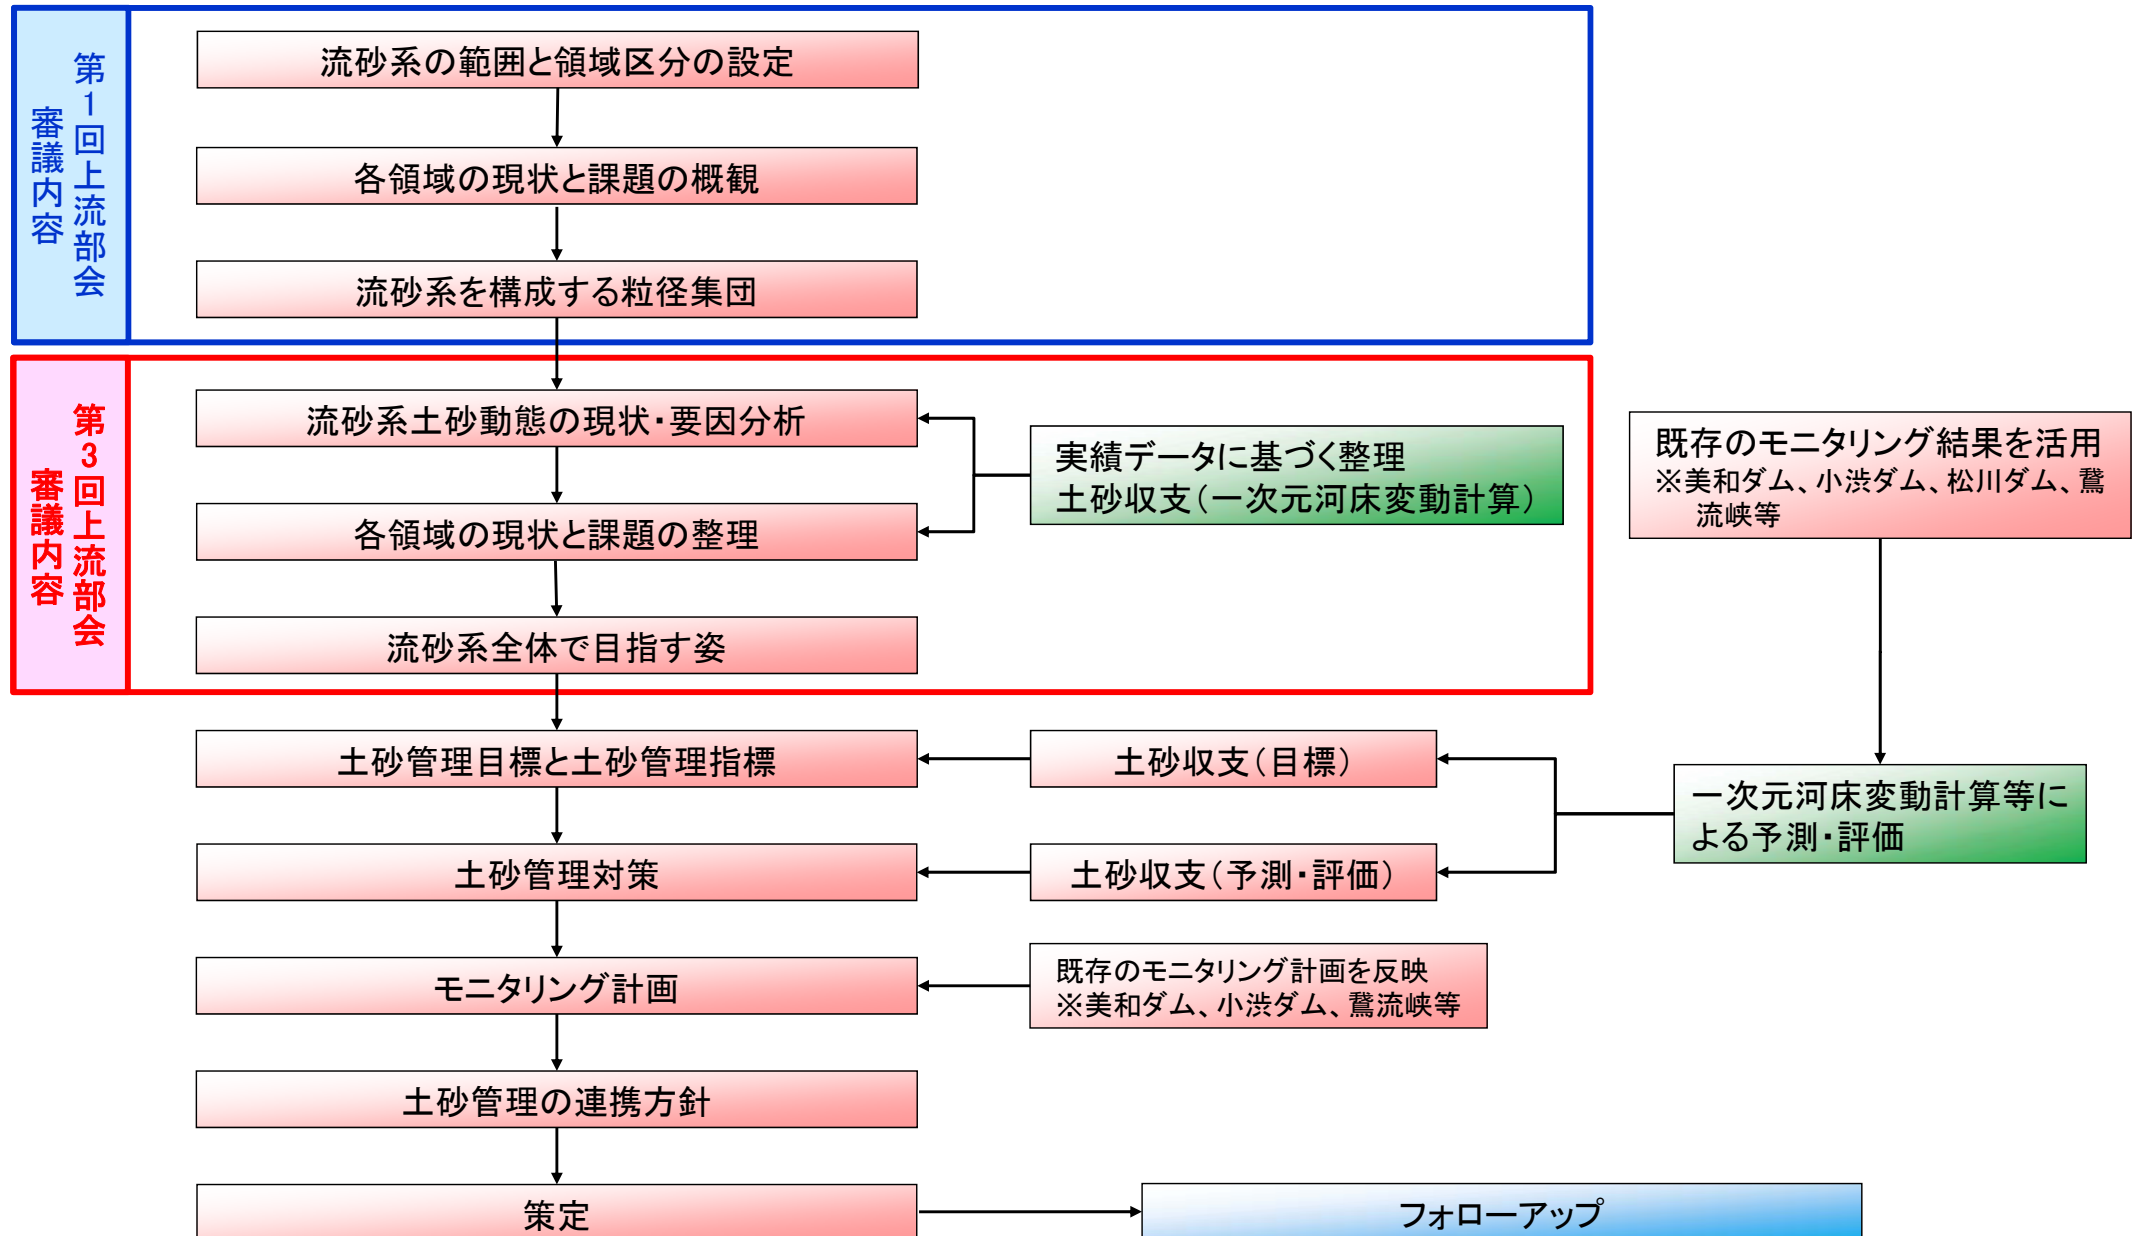 第1回上流部会
審議内容
流砂系の範囲と領域区分の設定
各領域の現状と課題の概観
流砂系を構成する粒径集団
第3回上流部会
審議内容
流砂系土砂動態の現状・要因分析
各領域の現状と課題の整理
流砂系全体で目指す姿
実績データに基づく整理
土砂収支(一次元河床変動計算)
既存のモニタリング結果を活用
※美和ダム、小渋ダム、松川ダム、鵞
流峡等
土砂管理目標と土砂管理指標
土砂収支(目標)
一次元河床変動計算等に
よる予測・評価
土砂管理対策
土砂収支(予測・評価)
モニタリング計画
既存のモニタリング計画を反映
※美和ダム、小渋ダム、鵞流峡等
土砂管理の連携方針
策定
フォローアップ